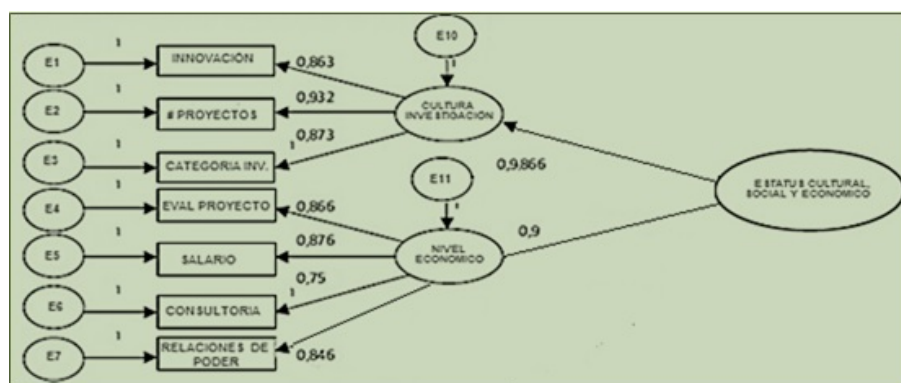 E10
E1
1
INNOVACIÓN
0,863
1
E2
1
# PROYECTOS
0,932
CULTURA
INVESTIGACIÓN
0,873
E3
1
CATEGORIA INV.
1
0,9866
E11
E4
1
EVAL PROYECTO
0,866
1
ESTATUS CULTURAL,
SOCIAL Y ECONOMICO
E5
1
SALARIO
0,876
NIVEL
ECONOMICO
0,9
0,75
E6
1
CONSULTORIA
1
E7
1
RELACIONES DE
PODER
0,846